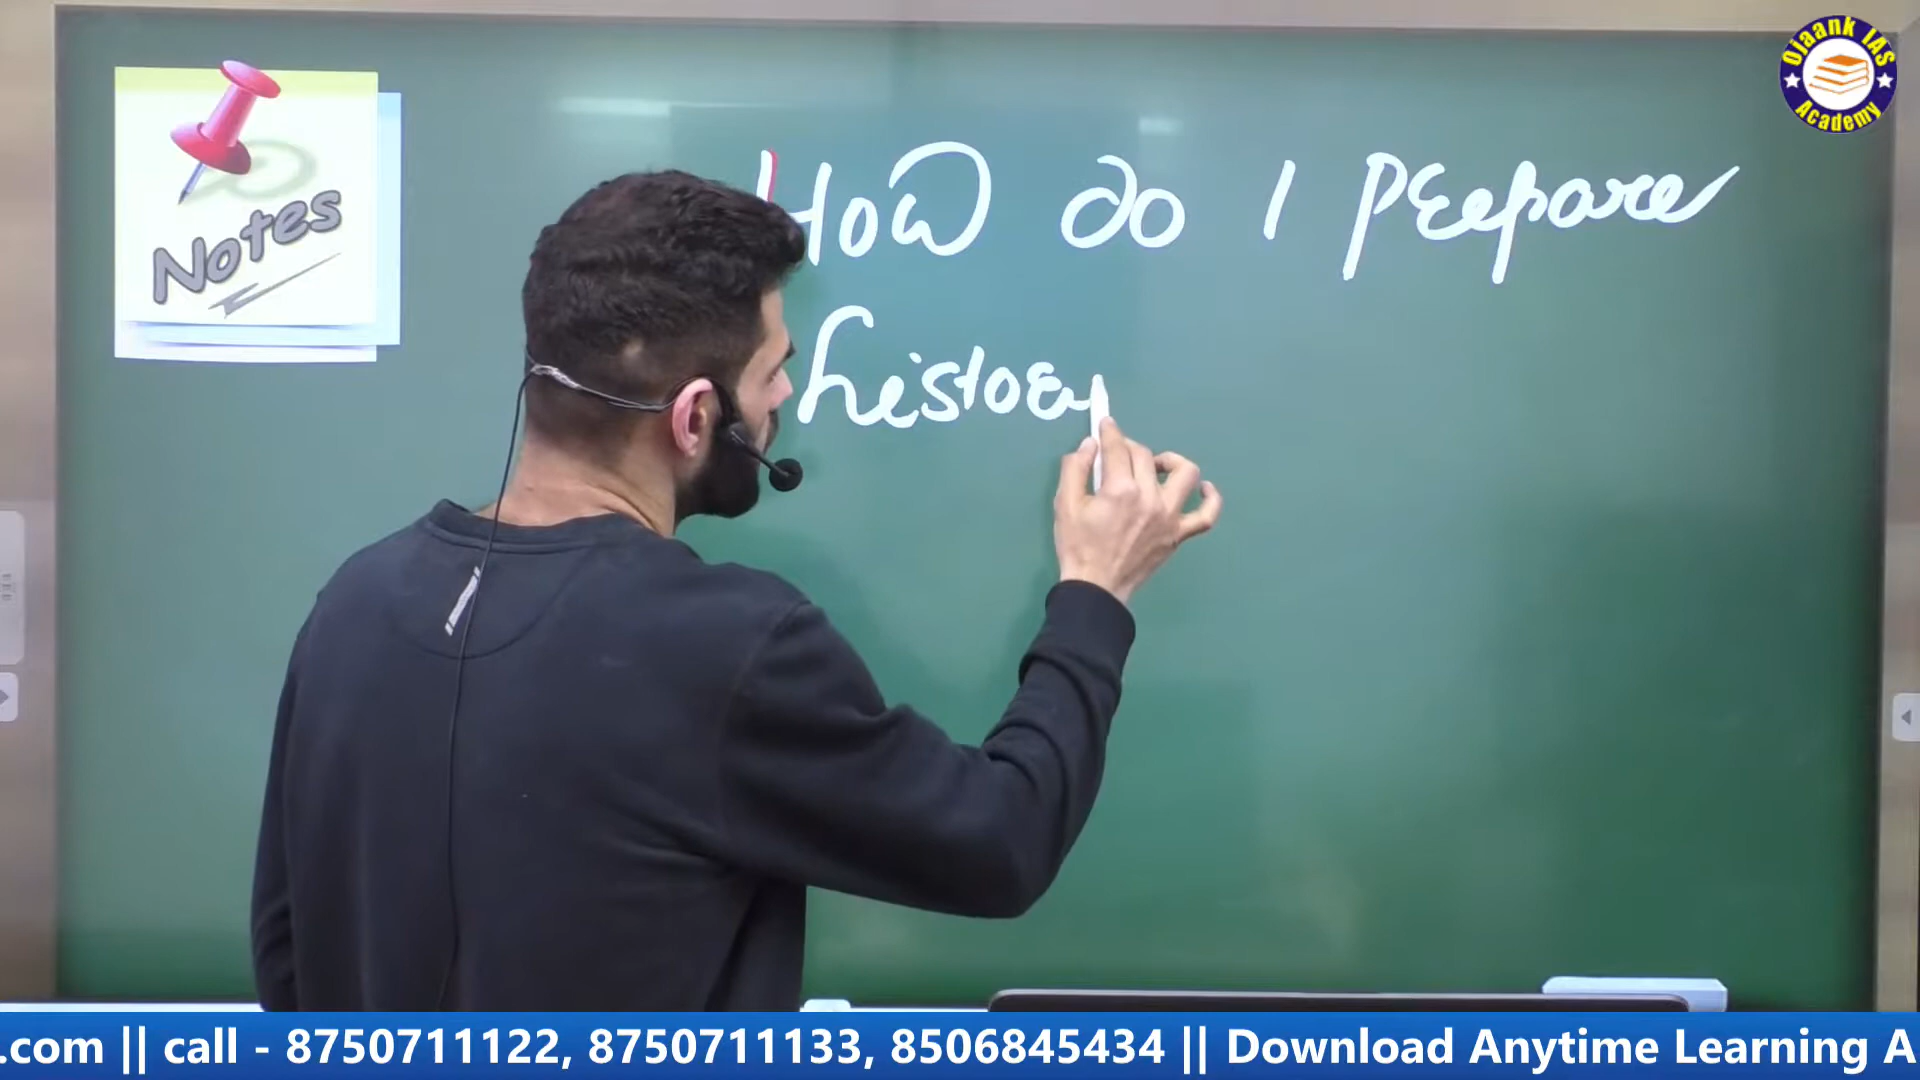 Ojaank IAS
Academy
Notes
How do I prepare
history
.com || call - 8750711122, 8750711133, 8506845434 || Download Anytime Learning A